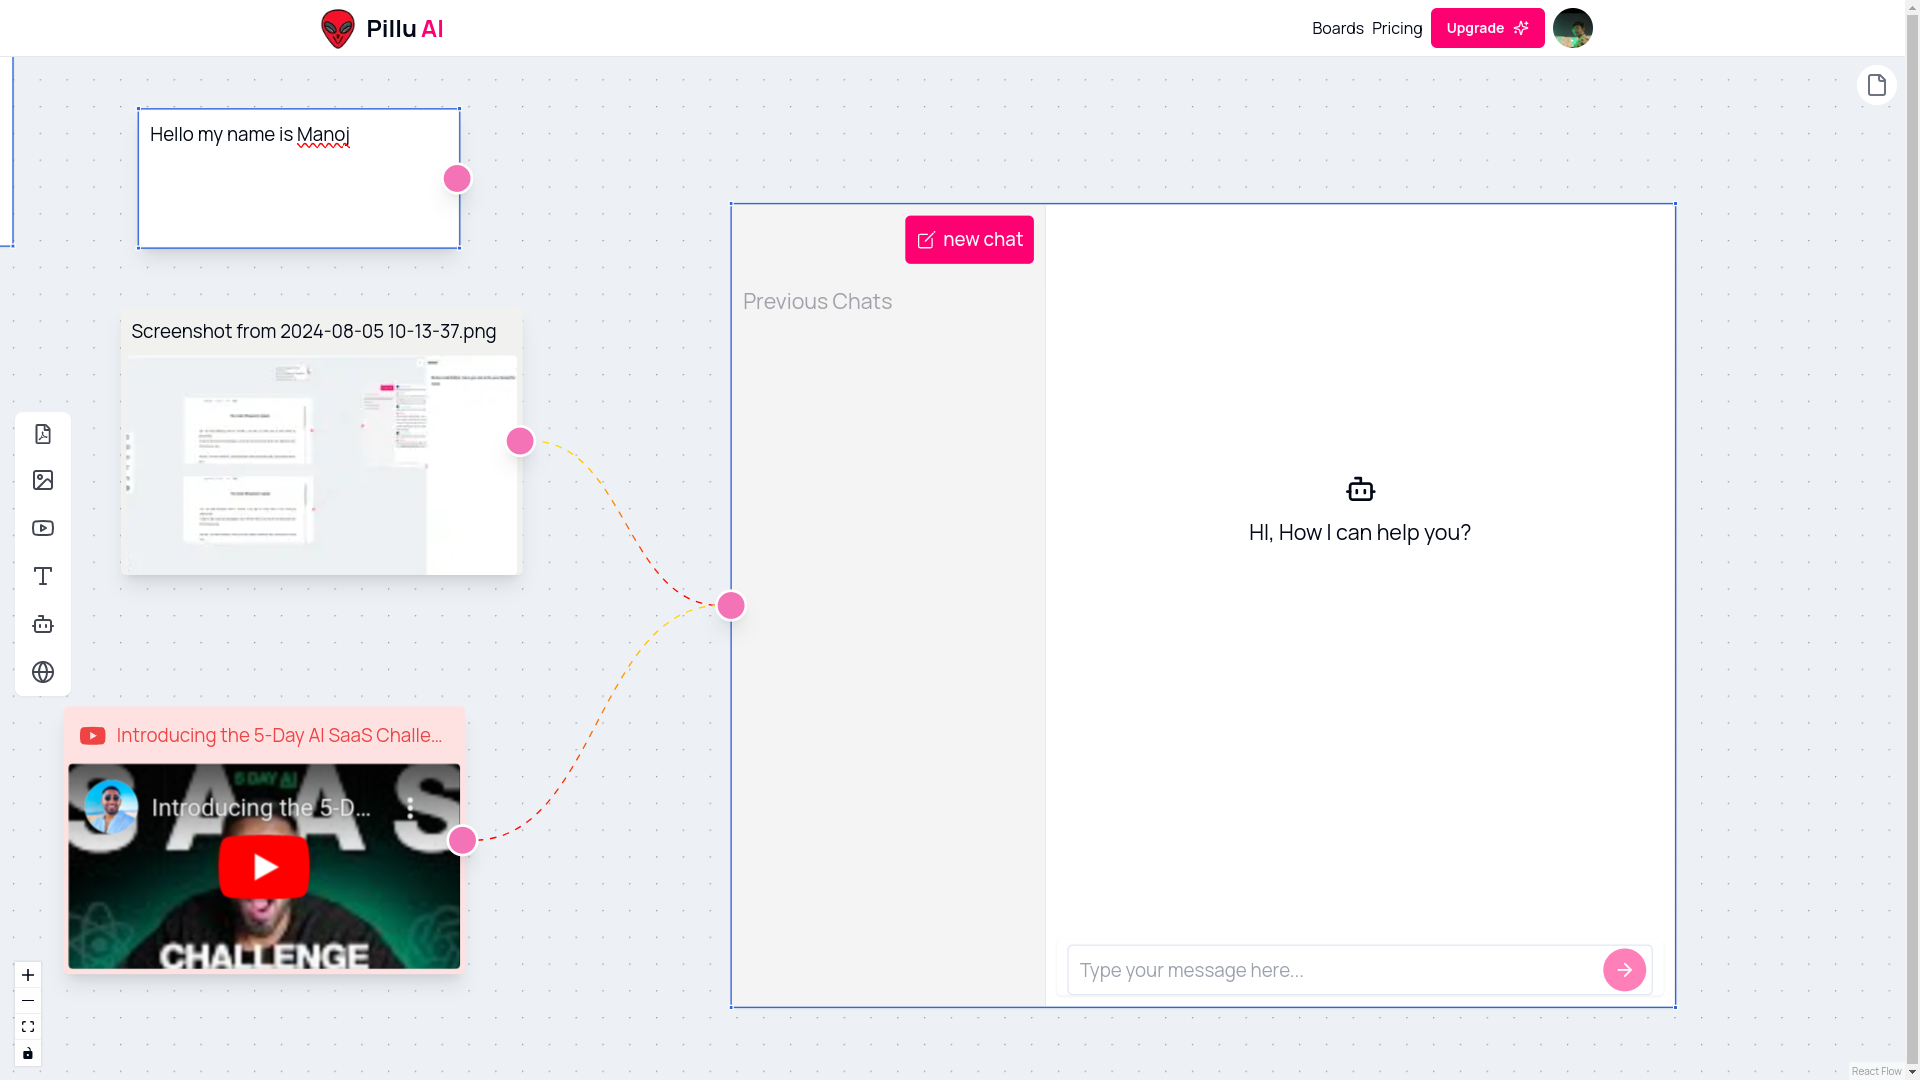 Pillu AI
Boards Pricing Upgrade
Hello my name is Manoj
new chat
Previous Chats
Screenshot from 2024-08-05 10-13-37.png
HI, How I can help you?
Introducing the 5-Day AI SaaS Challe...
5 DAY AI
SAAS
Introducing the 5-D...
CHALLENGE
Type your message here...
React Flow